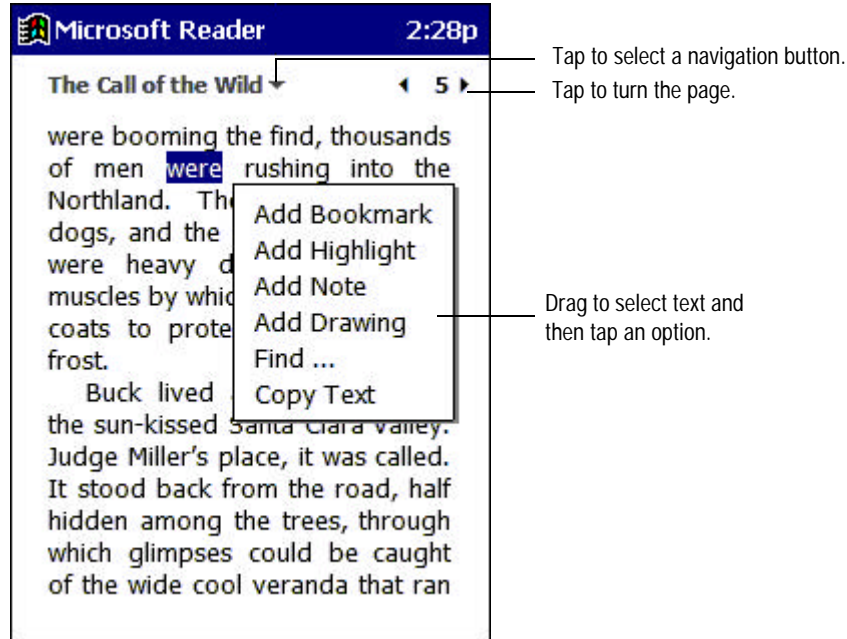 Microsoft Reader 2:28p
The Call of the Wild 5
Tap to select a navigation button.
Tap to turn the page.
were booming the find, thousands
of men were rushing into the
Northland. The
dogs, and the
were heavy d
muscles by whic
coats to prote
frost.
Buck lived
the sun-kissed Santa Clara Valley.
Judge Miller's place, it was called.
It stood back from the road, half
hidden among the trees, through
which glimpses could be caught
of the wide cool veranda that ran
Add Bookmark
Add Highlight
Add Note
Add Drawing
Find ...
Copy Text
Drag to select text and
then tap an option.